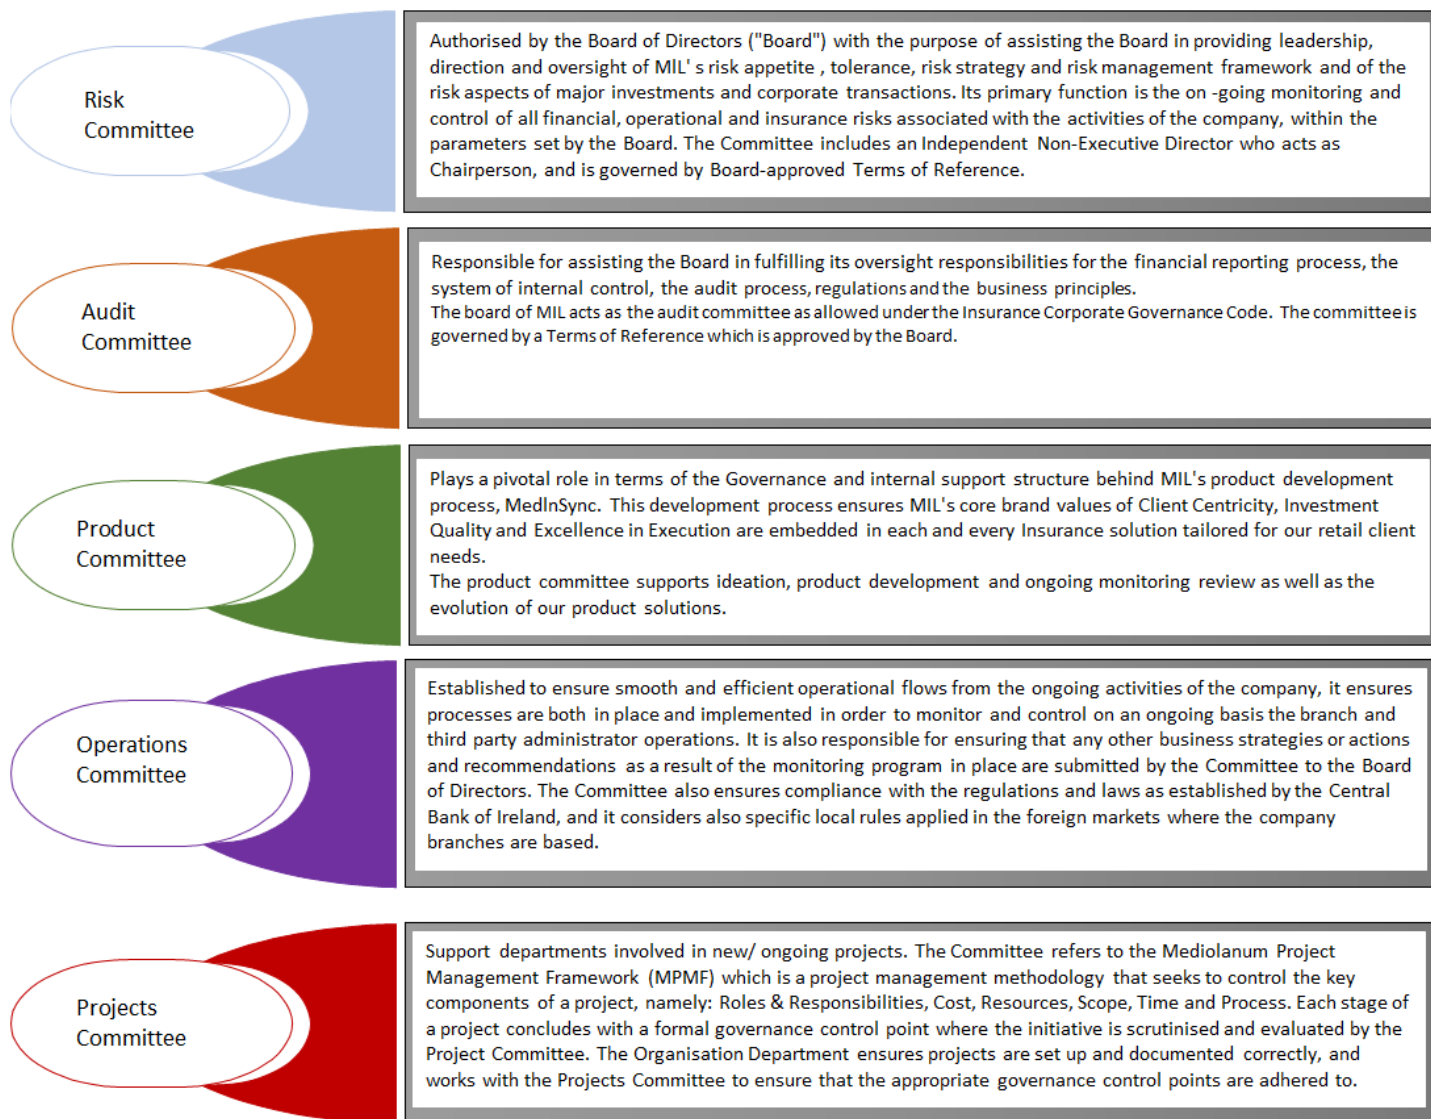 Risk
Committee
Authorised by the Board of Directors ("Board") with the purpose of assisting the Board in providing leadership,
direction and oversight of MIL' s risk appetite , tolerance, risk strategy and risk management framework and of the
risk aspects of major investments and corporate transactions. Its primary function is the on -going monitoring and
control of all financial, operational and insurance risks associated with the activities of the company, within the
parameters set by the Board. The Committee includes an Independent Non-Executive Director who acts as
Chairperson, and is governed by Board-approved Terms of Reference.
Audit
Committee
Responsible for assisting the Board in fulfilling its oversight responsibilities for the financial reporting process, the
system of internal control, the audit process, regulations and the business principles.
The board of MIL acts as the audit committee as allowed under the Insurance Corporate Governance Code. The committee is
governed by a Terms of Reference which is approved by the Board.
Product
Committee
Plays a pivotal role in terms of the Governance and internal support structure behind MIL's product development
process, MedInSync. This development process ensures MIL's core brand values of Client Centricity, Investment
Quality and Excellence in Execution are embedded in each and every Insurance solution tailored for our retail client
needs.
The product committee supports ideation, product development and ongoing monitoring review as well as the
evolution of our product solutions.
Operations
Committee
Established to ensure smooth and efficient operational flows from the ongoing activities of the company, it ensures
processes are both in place and implemented in order to monitor and control on an ongoing basis the branch and
third party administrator operations. It is also responsible for ensuring that any other business strategies or actions
and recommendations as a result of the monitoring program in place are submitted by the Committee to the Board
of Directors. The Committee also ensures compliance with the regulations and laws as established by the Central
Bank of Ireland, and it considers also specific local rules applied in the foreign markets where the company
branches are based.
Projects
Committee
Support departments involved in new/ ongoing projects. The Committee refers to the Mediolanum Project
Management Framework (MPMF) which is a project management methodology that seeks to control the key
components of a project, namely: Roles & Responsibilities, Cost, Resources, Scope, Time and Process. Each stage of
a project concludes with a formal governance control point where the initiative is scrutinised and evaluated by the
Project Committee. The Organisation Department ensures projects are set up and documented correctly, and
works with the Projects Committee to ensure that the appropriate governance control points are adhered to.